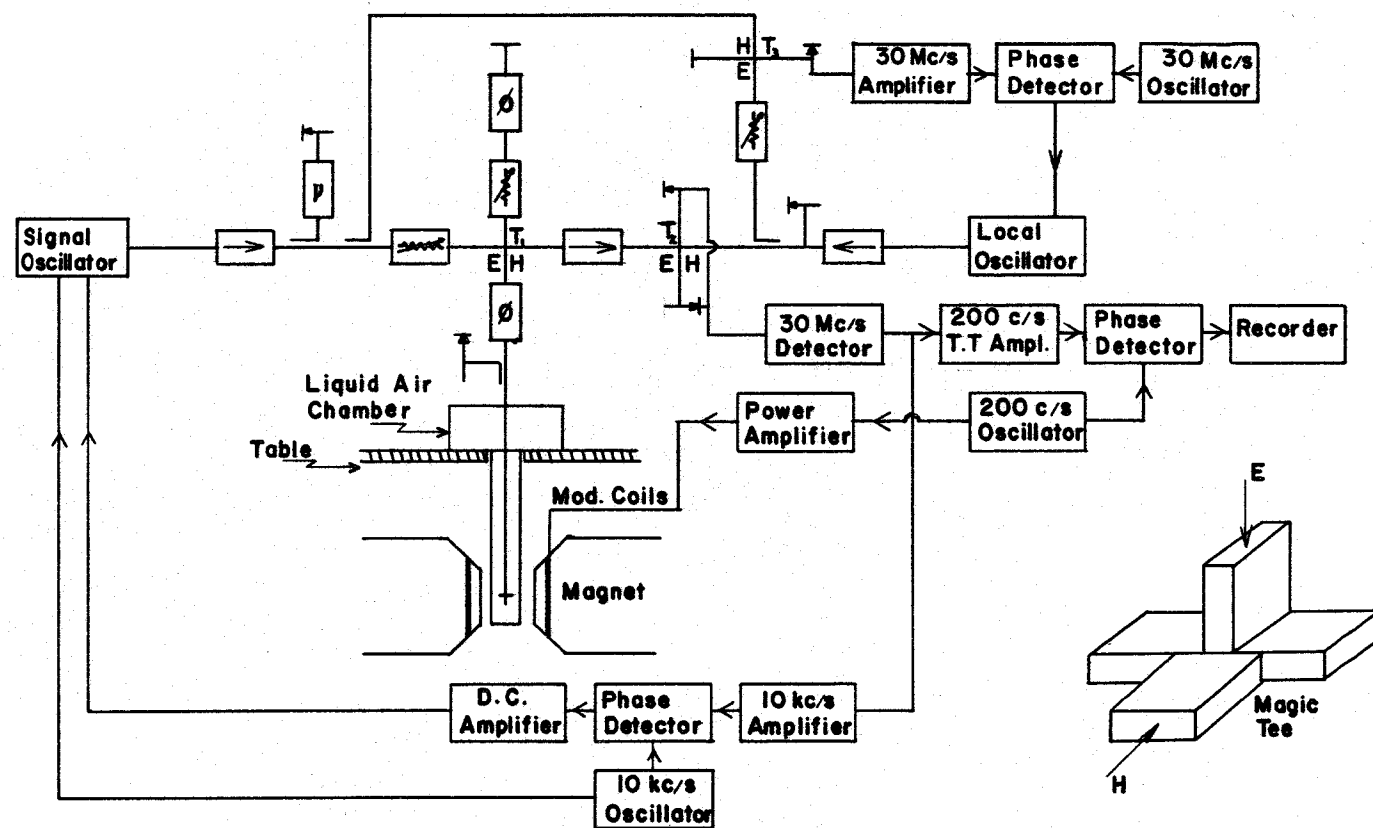 H T3
E
30 Mc/s
Amplifier
Phase
Detector
30 Mc/s
Oscillator
ø
ν
Signal
Oscillator
T1
E H
T2
E H
Local
Oscillator
ø
30 Mc/s
Detector
200 c/s
T.T Ampl.
Phase
Detector
Recorder
Liquid Air
Chamber
Power
Amplifier
200 c/s
Oscillator
Table
Mod. Coils
E
Magnet
D.C.
Amplifier
Phase
Detector
10 kc/s
Amplifier
Magic
Tee
H
10 kc/s
Oscillator